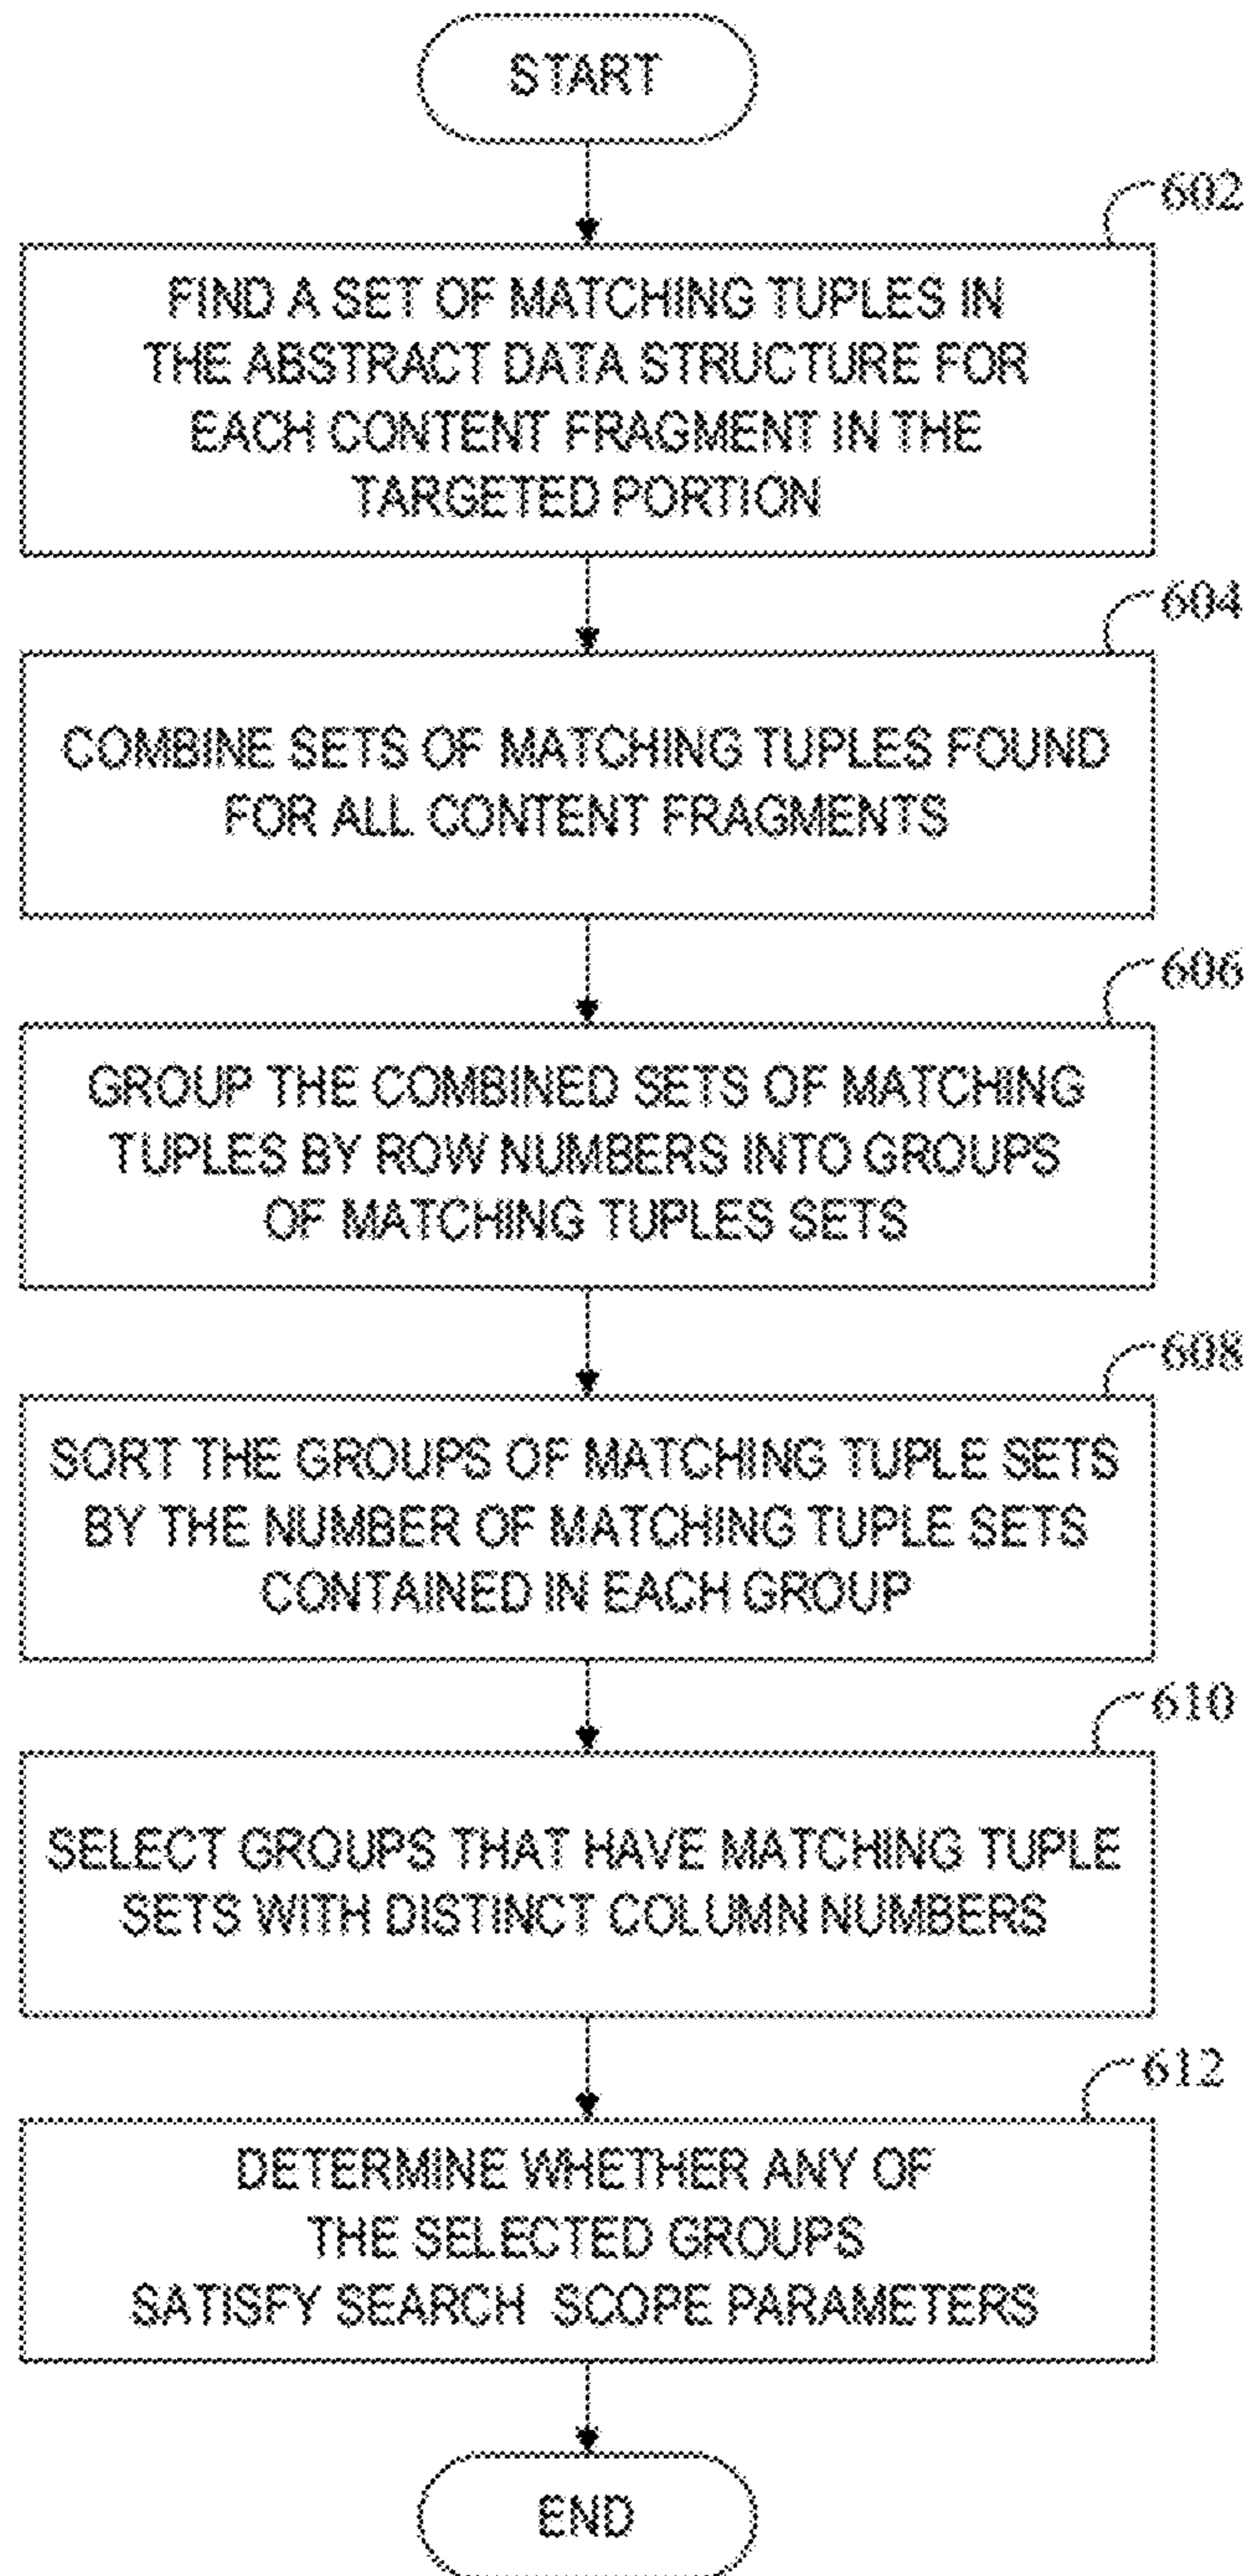 START
602
FIND A SET OF MATCHING TUPLES IN
THE ABSTRACT DATA STRUCTURE FOR
EACH CONTENT FRAGMENT IN THE
TARGETED PORTION
604
COMBINE SETS OF MATCHING TUPLES FOUND
FOR ALL CONTENT FRAGMENTS
606
GROUP THE COMBINED SETS OF MATCHING
TUPLES BY ROW NUMBERS INTO GROUPS
OF MATCHING TUPLES SETS
608
SORT THE GROUPS OF MATCHING TUPLE SETS
BY THE NUMBER OF MATCHING TUPLE SETS
CONTAINED IN EACH GROUP
610
SELECT GROUPS THAT HAVE MATCHING TUPLE
SETS WITH DISTINCT COLUMN NUMBERS
612
DETERMINE WHETHER ANY OF
THE SELECTED GROUPS
SATISFY SEARCH SCOPE PARAMETERS
END